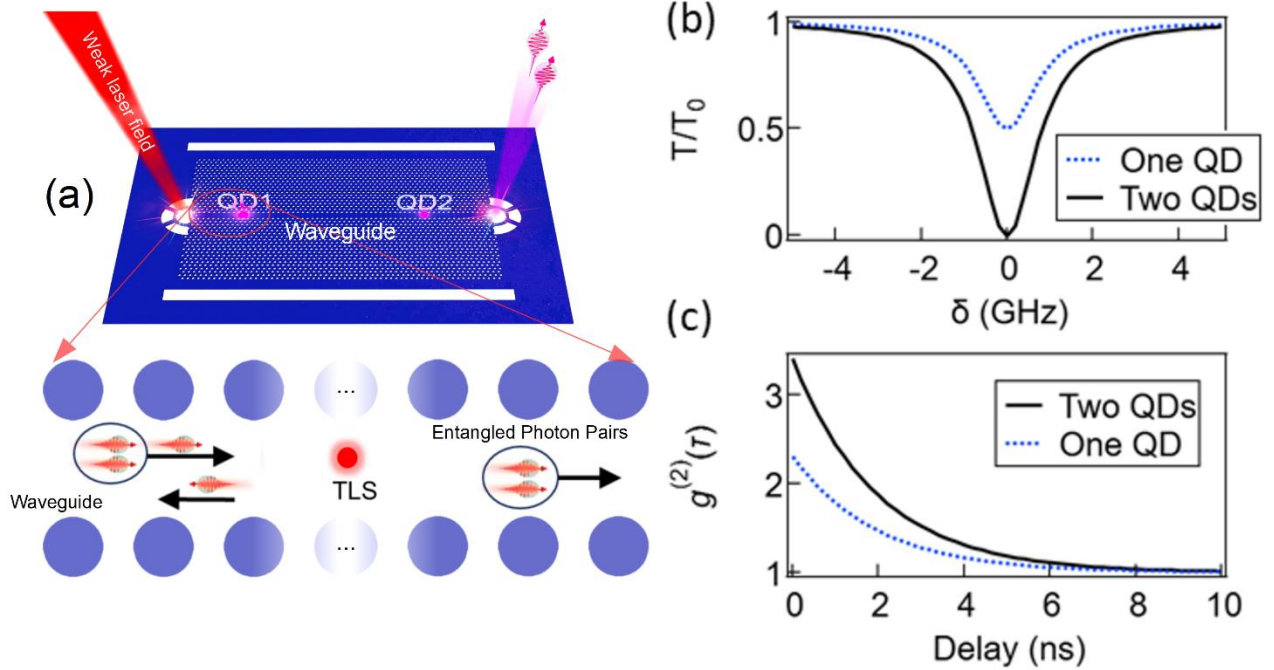 (a)
Weak laser field
QD1
QD2
Waveguide
...
Entangled Photon Pairs
TLS
Waveguide
...
(b)
T/T0
1
0.5
0
-4
-2
0
2
4
δ (GHz)
One QD
Two QDs
(c)
g(2)(τ)
3
2
1
0
2
4
6
8
10
Delay (ns)
Two QDs
One QD